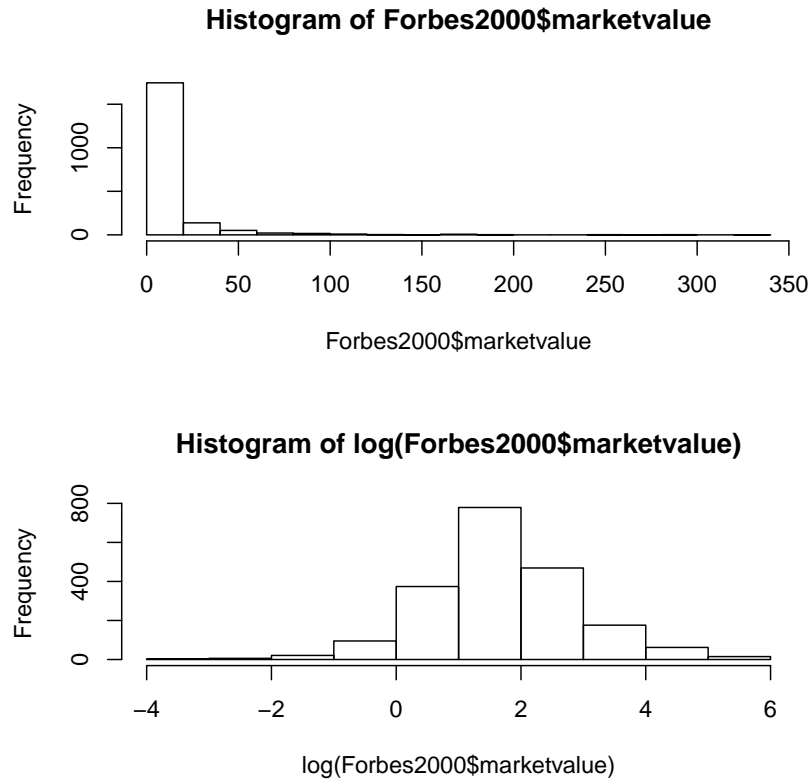 Histogram of Forbes2000$marketvalue
Frequency
1000
0
0 50 100 150 200 250 300 350
Forbes2000$marketvalue
Histogram of log(Forbes2000$marketvalue)
Frequency
800
400
0
−4 −2 0 2 4 6
log(Forbes2000$marketvalue)